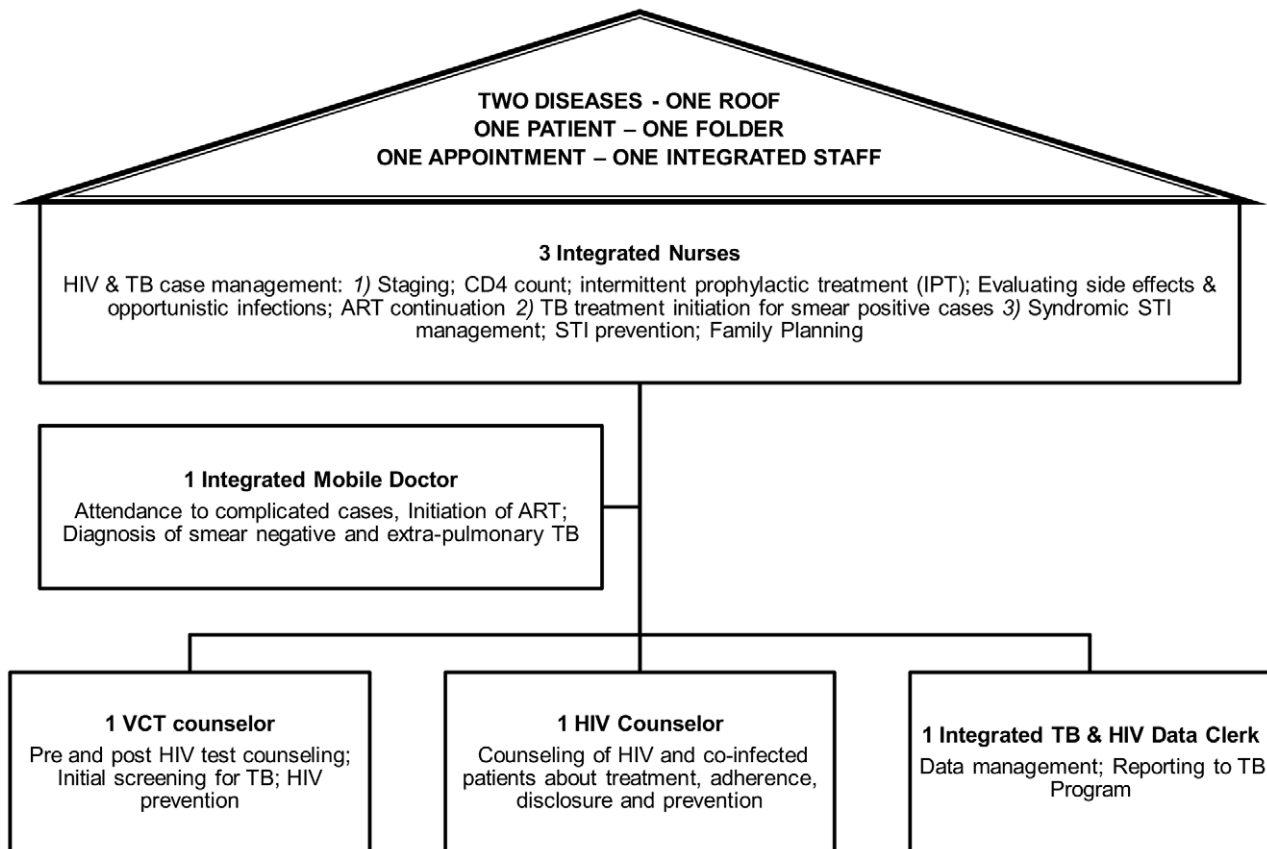 TWO DISEASES - ONE ROOF
ONE PATIENT – ONE FOLDER
ONE APPOINTMENT – ONE INTEGRATED STAFF
3 Integrated Nurses
HIV & TB case management: 1) Staging; CD4 count; intermittent prophylactic treatment (IPT); Evaluating side effects &
opportunistic infections; ART continuation 2) TB treatment initiation for smear positive cases 3) Syndromic STI
management; STI prevention; Family Planning
1 Integrated Mobile Doctor
Attendance to complicated cases, Initiation of ART;
Diagnosis of smear negative and extra-pulmonary TB
1 VCT counselor
Pre and post HIV test counseling;
Initial screening for TB; HIV
prevention
1 HIV Counselor
Counseling of HIV and co-infected
patients about treatment, adherence,
disclosure and prevention
1 Integrated TB & HIV Data Clerk
Data management; Reporting to TB
Program